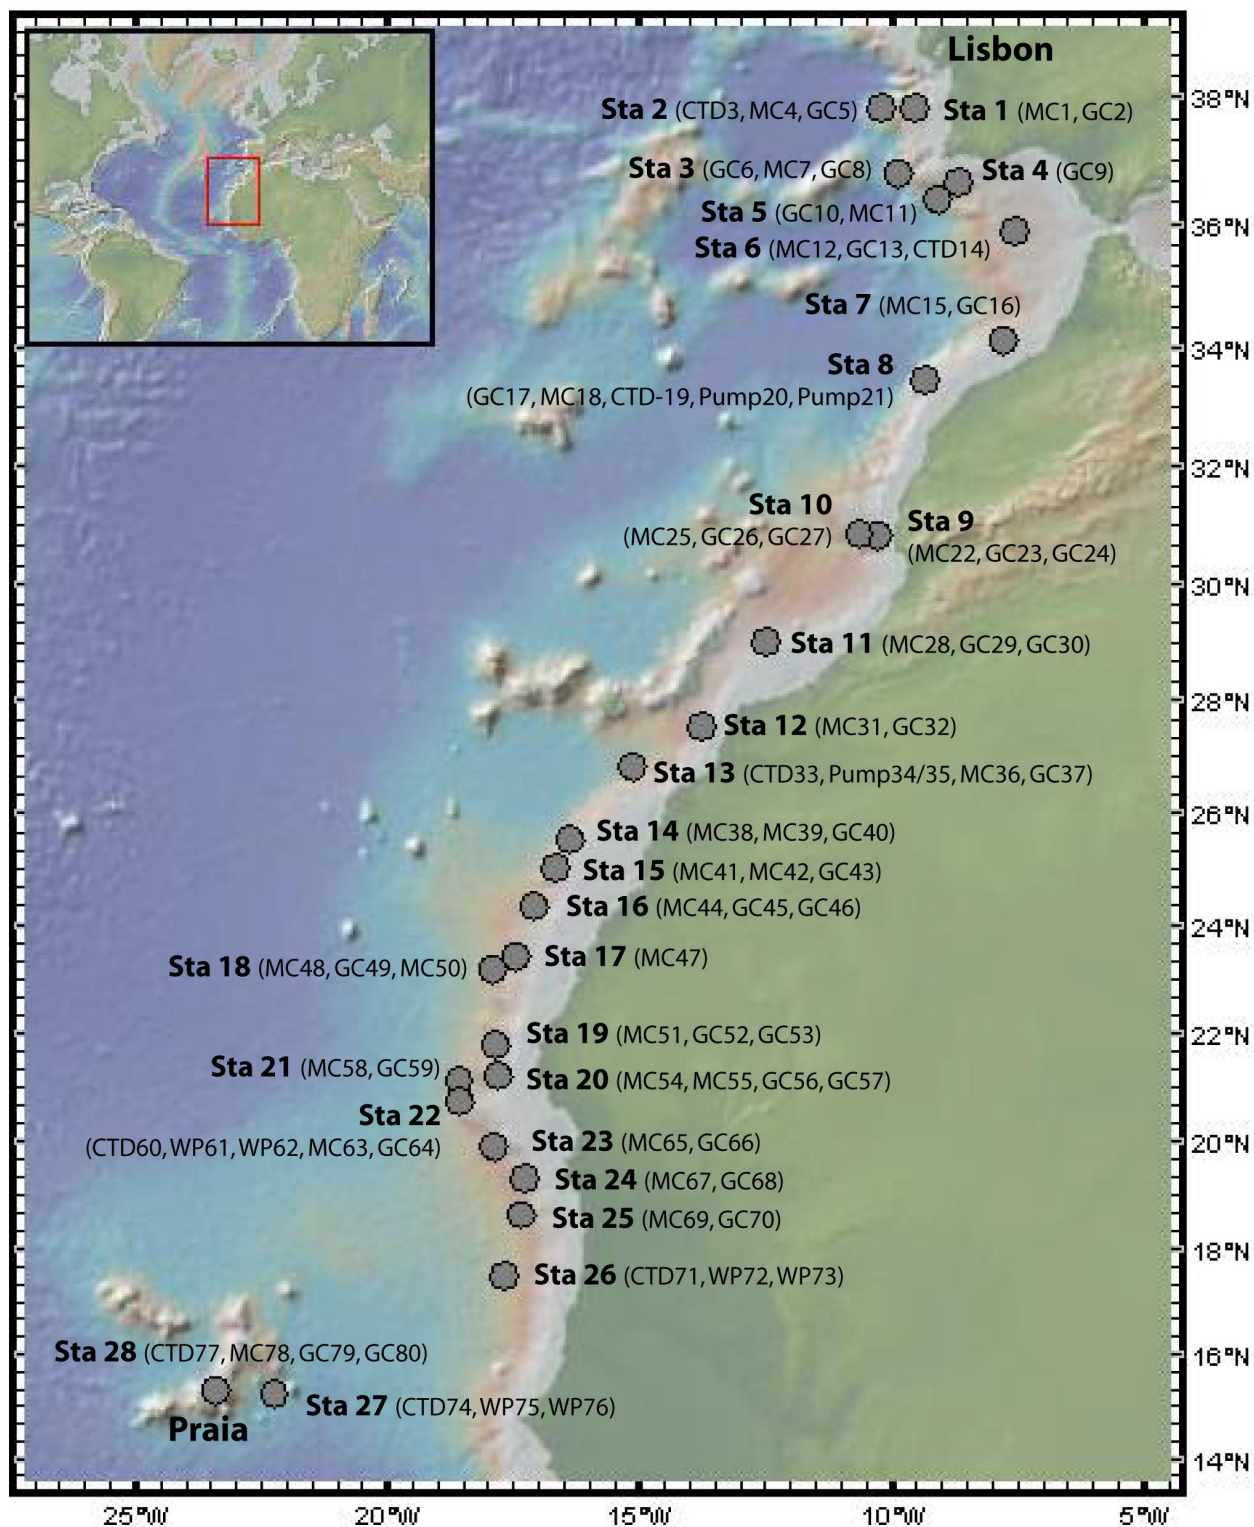 Lisbon
38°N
Sta 2 (CTD3, MC4, GC5)
Sta 1 (MC1, GC2)
Sta 3 (GC6, MC7, GC8)
Sta 4 (GC9)
Sta 5 (GC10, MC11)
36°N
Sta 6 (MC12, GC13, CTD14)
Sta 7 (MC15, GC16)
34°N
Sta 8
(GC17, MC18, CTD-19, Pump20, Pump21)
32°N
Sta 10
(MC25, GC26, GC27)
Sta 9
(MC22, GC23, GC24)
30°N
Sta 11 (MC28, GC29, GC30)
28°N
Sta 12 (MC31, GC32)
Sta 13 (CTD33, Pump34/35, MC36, GC37)
26°N
Sta 14 (MC38, MC39, GC40)
Sta 15 (MC41, MC42, GC43)
Sta 16 (MC44, GC45, GC46)
24°N
Sta 17 (MC47)
Sta 18 (MC48, GC49, MC50)
22°N
Sta 19 (MC51, GC52, GC53)
Sta 21 (MC58, GC59)
Sta 20 (MC54, MC55, GC56, GC57)
Sta 22
(CTD60, WP61, WP62, MC63, GC64)
20°N
Sta 23 (MC65, GC66)
Sta 24 (MC67, GC68)
Sta 25 (MC69, GC70)
18°N
Sta 26 (CTD71, WP72, WP73)
16°N
Sta 28 (CTD77, MC78, GC79, GC80)
Sta 27 (CTD74, WP75, WP76)
Praia
14°N
25°W 20°W 15°W 10°W 5°W